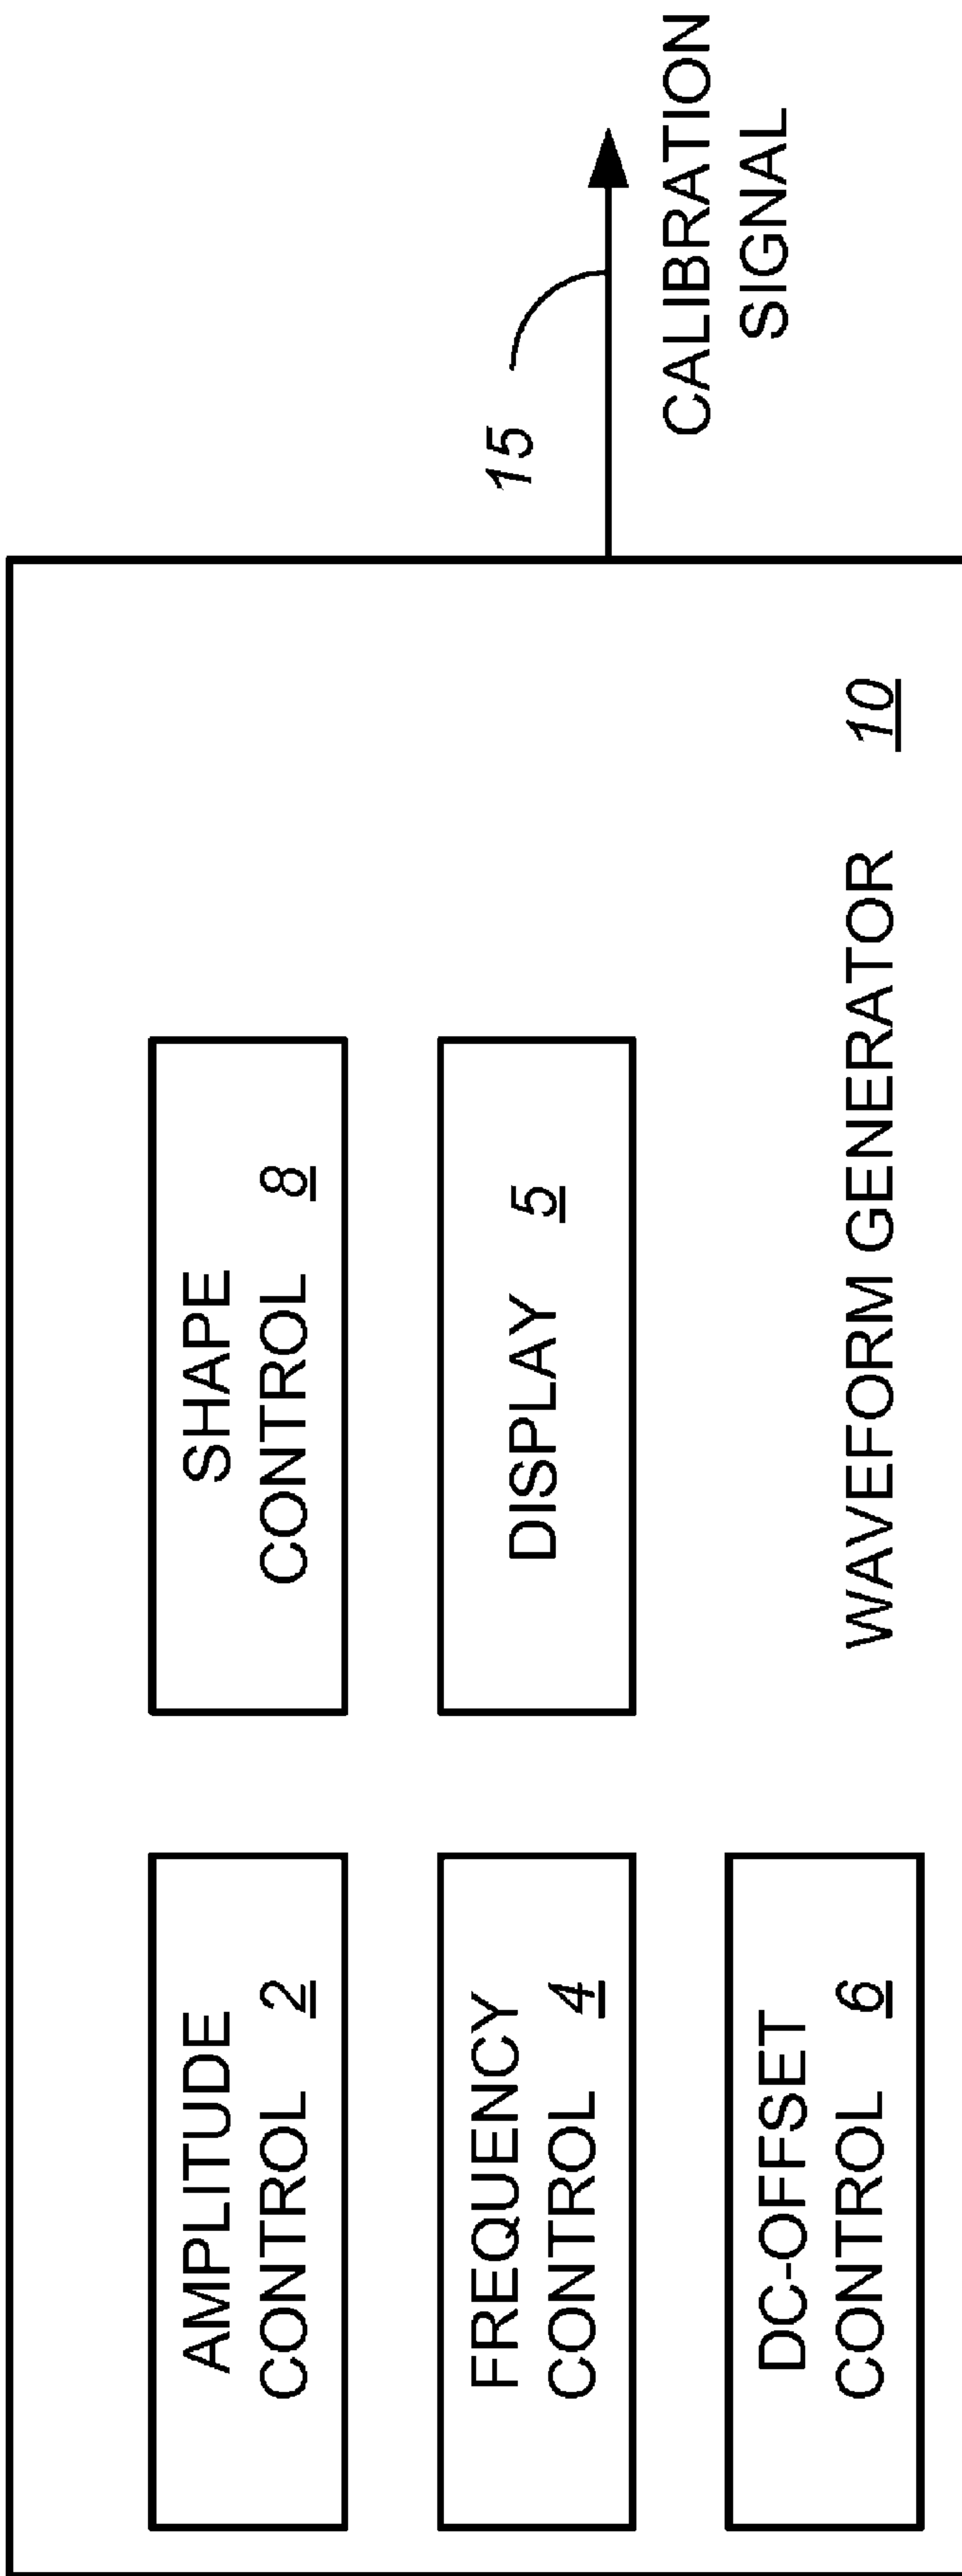 AMPLITUDE
CONTROL 2
SHAPE
CONTROL 8
FREQUENCY
CONTROL 4
DISPLAY 5
DC-OFFSET
CONTROL 6
WAVEFORM GENERATOR 10
15
CALIBRATION
SIGNAL